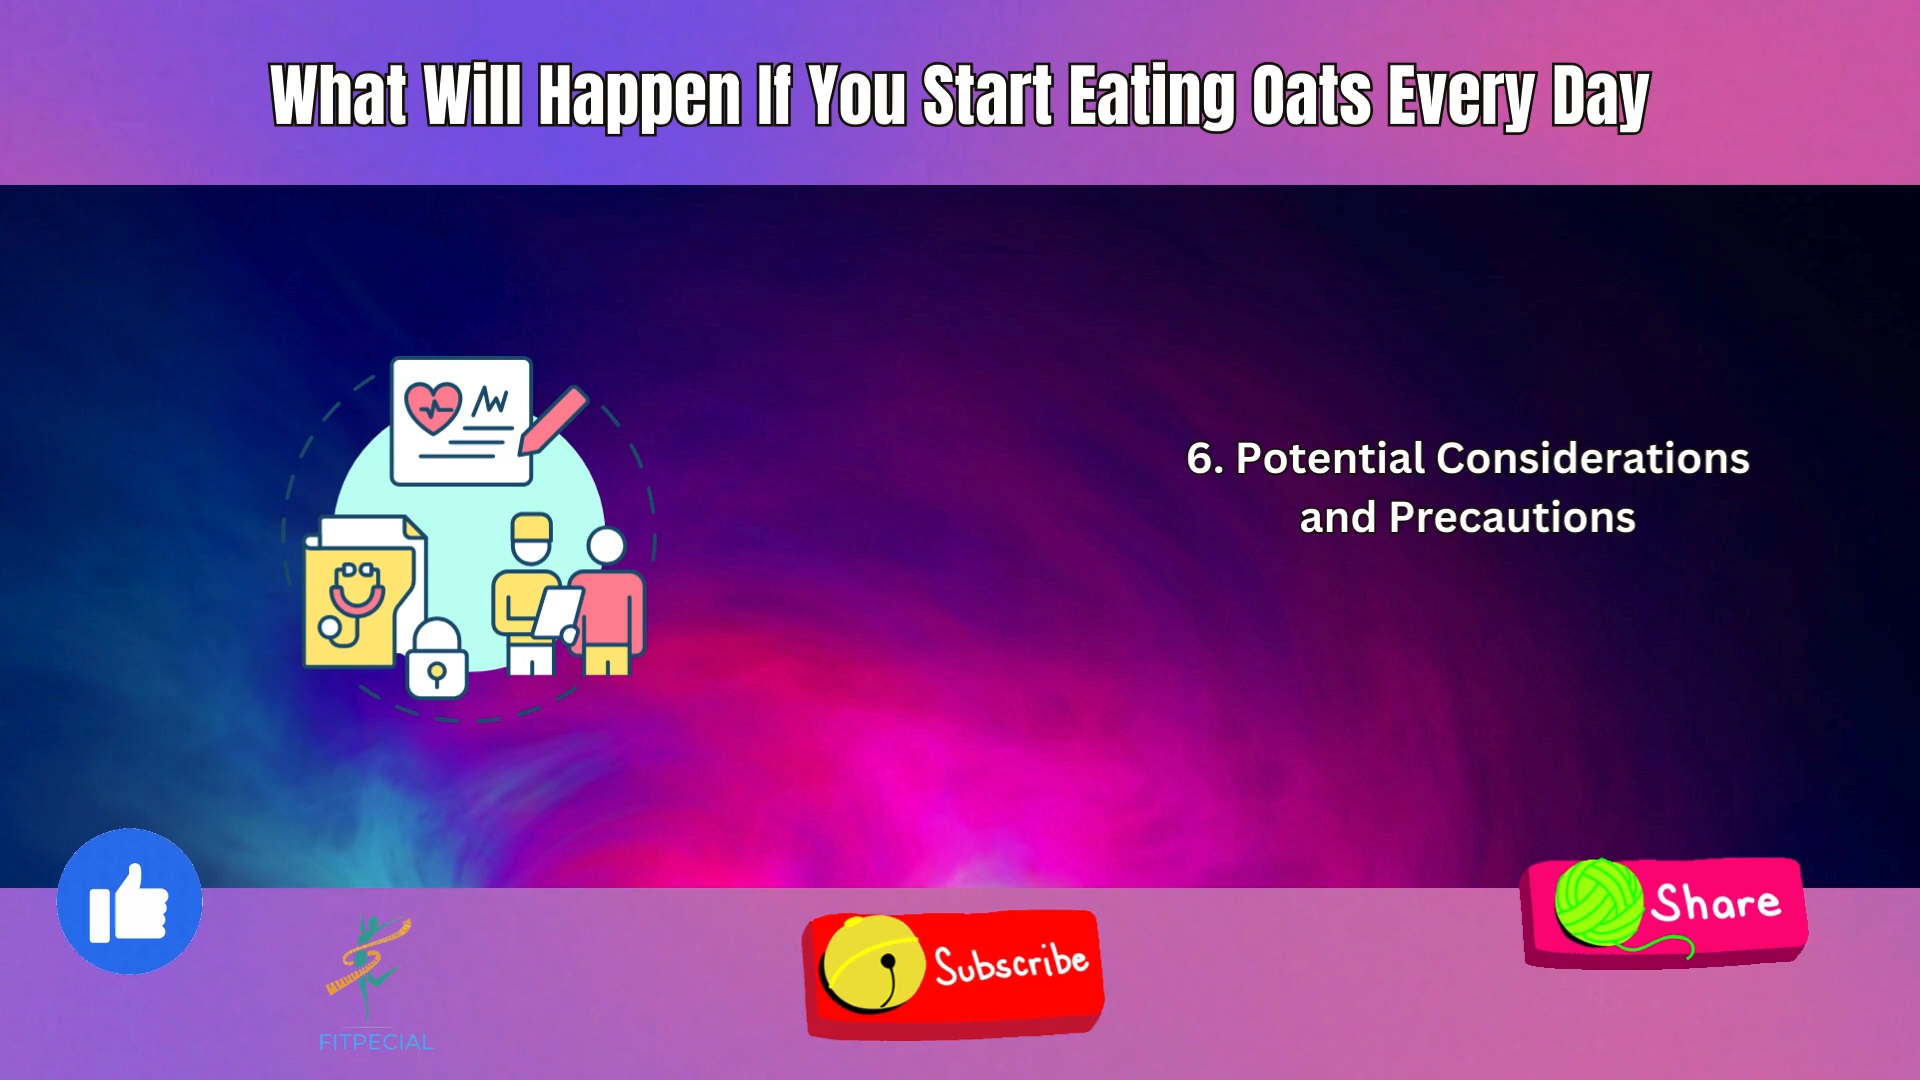 What Will Happen If You Start Eating Oats Every Day
6. Potential Considerations
and Precautions
Share
Subscribe
FITPECIAL